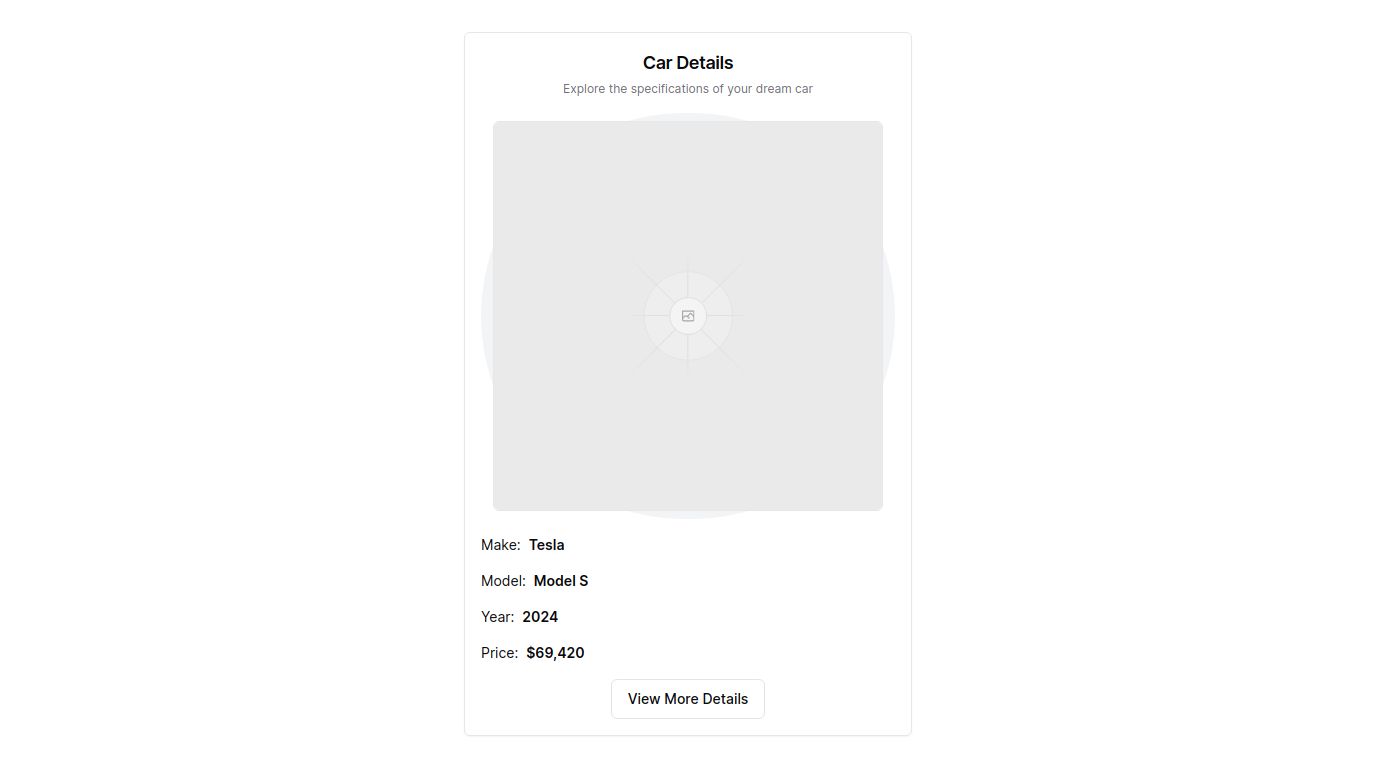 Car Details
Explore the specifications of your dream car
Make: Tesla
Model: Model S
Year: 2024
Price: $69,420
View More Details